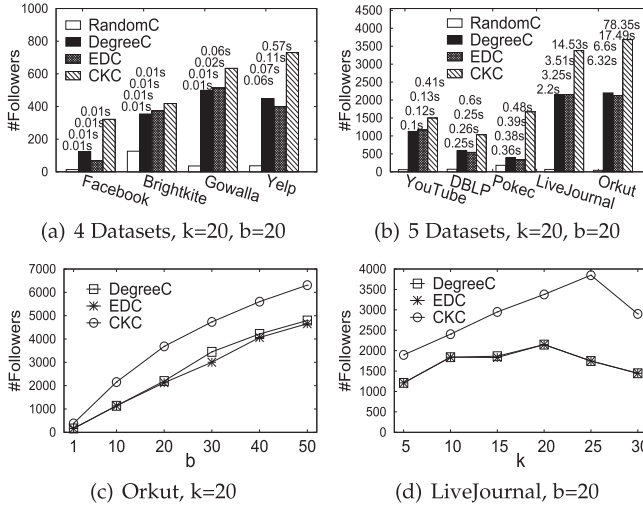 1000
800
600
400
200
0
#Followers
RandomC
DegreeC
EDC
CKC
0.01s
0.01s
0.01s
0.01s
0.01s
0.01s
0.01s
0.01s
0.06s
0.02s
0.01s
0.01s
0.57s
0.11s
0.07s
0.06s
Facebook
Brightkite
Gowalla
Yelp
(a) 4 Datasets, k=20, b=20
5000
4500
4000
3500
3000
2500
2000
1500
1000
500
0
#Followers
RandomC
DegreeC
EDC
CKC
0.41s
0.13s
0.12s
0.1s
0.6s
0.25s
0.26s
0.25s
0.48s
0.39s
0.38s
0.36s
14.53s
3.51s
3.25s
2.2s
78.35s
17.49s
6.6s
6.32s
YouTube
DBLP
Pokec
LiveJournal
Orkut
(b) 5 Datasets, k=20, b=20
7000
6000
5000
4000
3000
2000
1000
0
#Followers
DegreeC
EDC
CKC
1 10 20 30 40 50
b
(c) Orkut, k=20
4000
3500
3000
2500
2000
1500
1000
500
0
#Followers
DegreeC
EDC
CKC
5 10 15 20 25 30
k
(d) LiveJournal, b=20